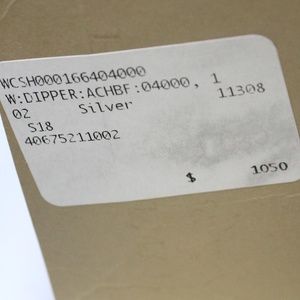 WCSH000166404000
W:DIPPER:ACHBF:04000, 1
02 Silver 11308
S18
40675211002
$ 1050